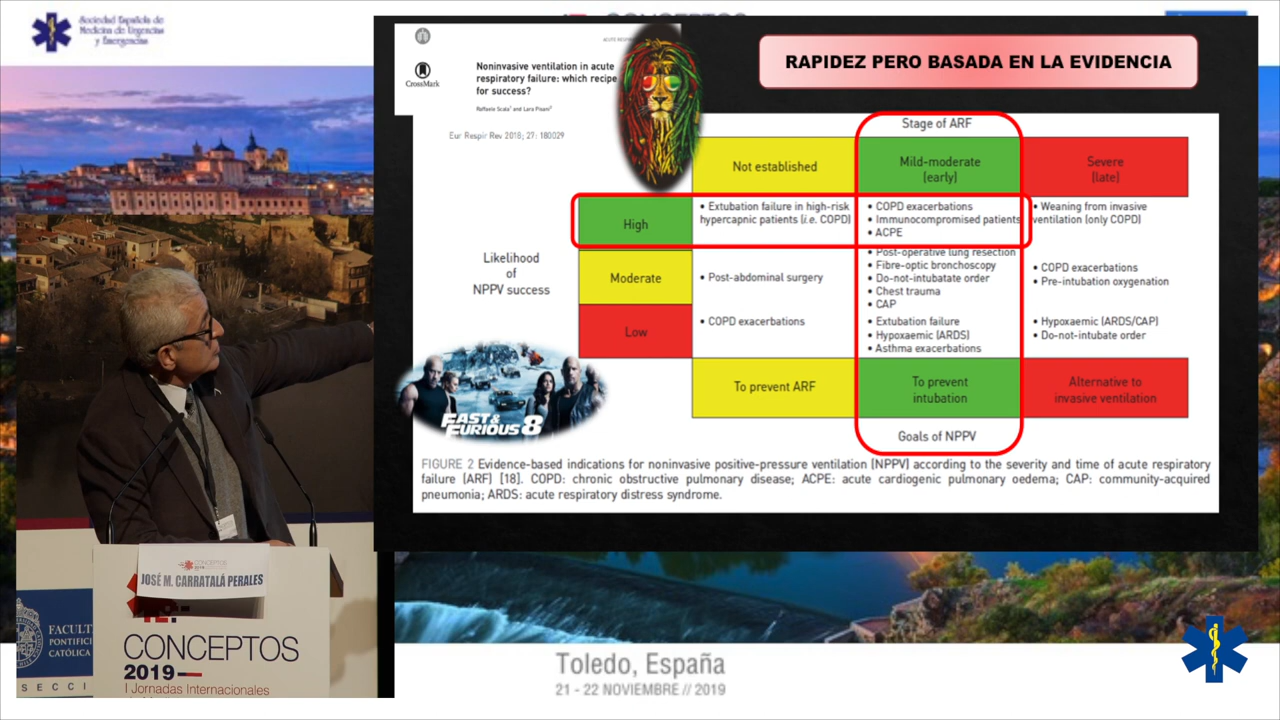 Sociedad Española de
Medicina de Urgencias
y Emergencias
CONCEPTOS
RAPIDEZ PERO BASADA EN LA EVIDENCIA
CrossMark
Noninvasive ventilation in acute
respiratory failure: which recipe
for success?
Raffaele Scala¹ and Lara Pisani²
Eur Respir Rev 2018; 27: 180029
Stage of ARF
Not established
Mild-moderate
(early)
Severe
(late)
Likelihood
of
NPPV success
High
• Extubation failure in high-risk
hypercapnic patients (i.e. COPD)
• COPD exacerbations
• Immunocompromised patients
• ACPE
• Weaning from invasive
ventilation (only COPD)
Moderate
• Post-abdominal surgery
• Post-operative lung resection
• Fibre-optic bronchoscopy
• Do-not-intubatate order
• Chest trauma
• CAP
• COPD exacerbations
• Pre-intubation oxygenation
Low
• COPD exacerbations
• Extubation failure
• Hypoxaemic (ARDS)
• Asthma exacerbations
• Hypoxaemic (ARDS/CAP)
• Do-not-intubate order
To prevent ARF
To prevent
intubation
Alternative to
invasive ventilation
Goals of NPPV
FAST &
FURIOUS 8
FIGURE 2 Evidence-based indications for noninvasive positive-pressure ventilation (NPPV) according to the severity and time of acute respiratory
failure (ARF) [18]. COPD: chronic obstructive pulmonary disease; ACPE: acute cardiogenic pulmonary oedema; CAP: community-acquired
pneumonia; ARDS: acute respiratory distress syndrome.
JOSÉ M. CARRATALÁ PERALES
CONCEPTOS
2019
I Jornadas Internacionales
FACULT
PONTIFIC
CATÓLICA
SECCI
Toledo, España
21 - 22 NOVIEMBRE // 2019